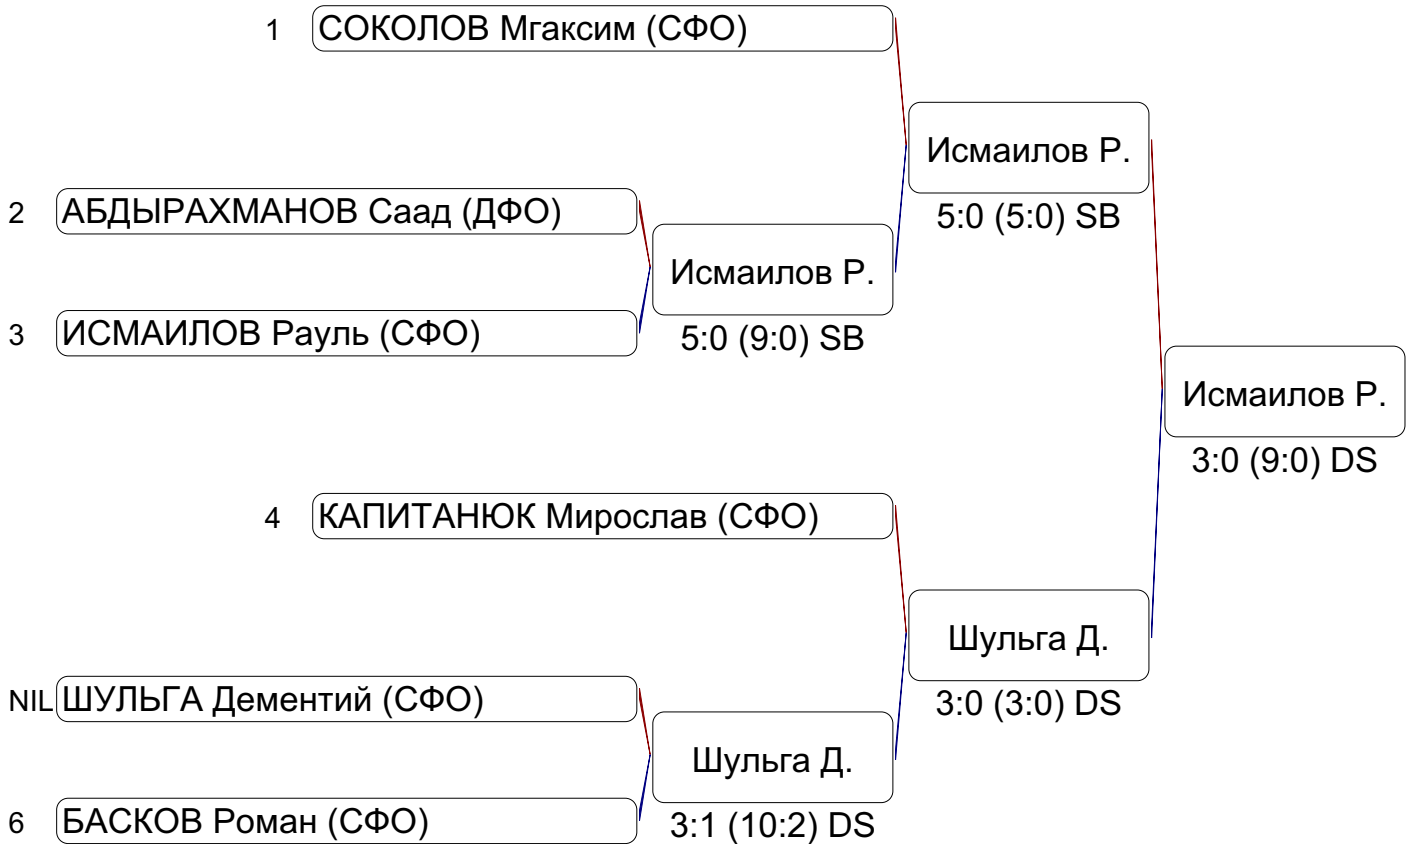 1 СОКОЛОВ Мгаксим (СФО)
Исмаилов Р.
5:0 (5:0) SB
2 АБДЫРАХМАНОВ Саад (ДФО)
Исмаилов Р.
5:0 (9:0) SB
3 ИСМАИЛОВ Рауль (СФО)
Исмаилов Р.
3:0 (9:0) DS
4 КАПИТАНЮК Мирослав (СФО)
Шульга Д.
3:0 (3:0) DS
NIL ШУЛЬГА Дементий (СФО)
Шульга Д.
3:1 (10:2) DS
6 БАСКОВ Роман (СФО)